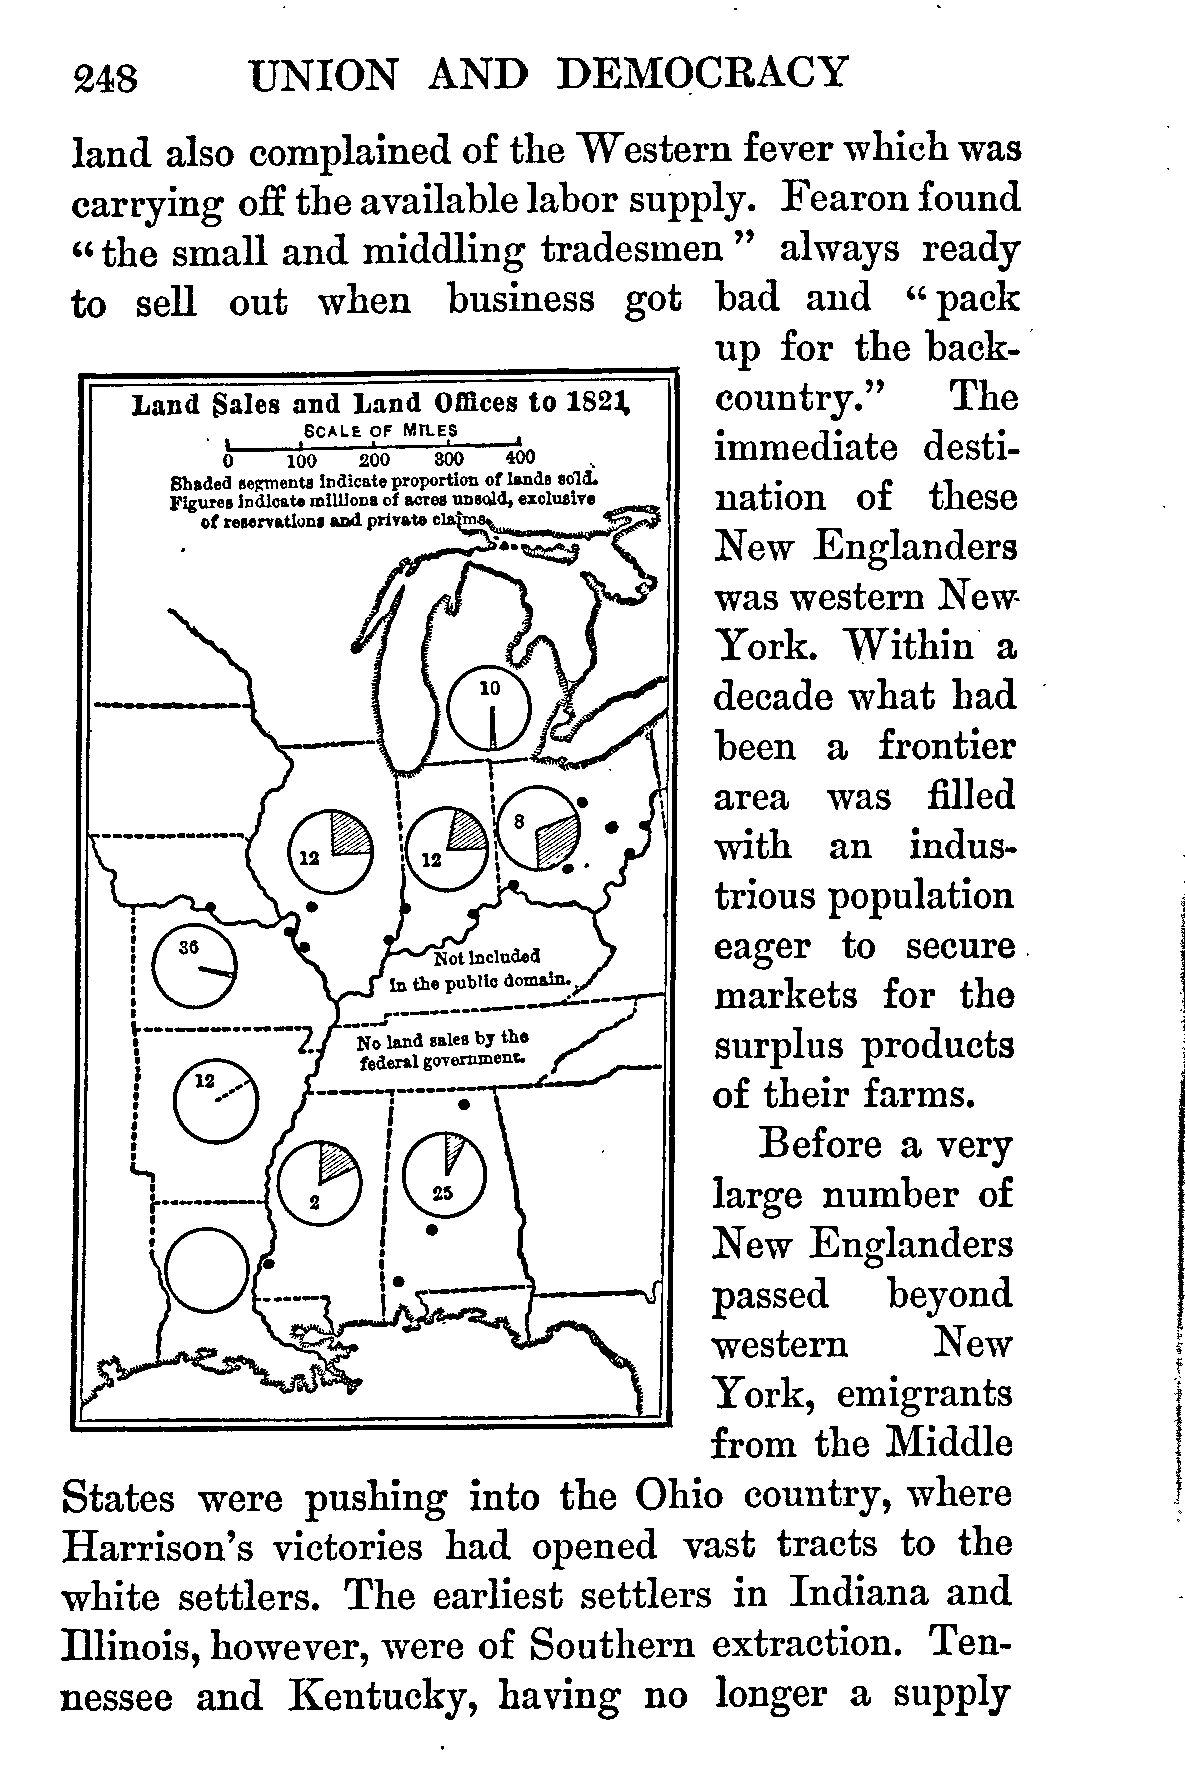 248 UNION AND DEMOCRACY
land also complained of the Western fever which was
carrying off the available labor supply. Fearon found
“the small and middling tradesmen” always ready
to sell out when business got bad and “pack
up for the back-
country.” The
immediate desti-
nation of these
New Englanders
was western New
York. Within a
decade what had
been a frontier
area was filled
with an indus-
trious population
eager to secure
markets for the
surplus products
of their farms.
Before a very
large number of
New Englanders
passed beyond
western New
York, emigrants
from the Middle
Land Sales and Land Offices to 1821
SCALE OF MILES
0 100 200 300 400
Shaded segments indicate proportion of lands sold.
Figures indicate millions of acres unsold, exclusive
of reservations and private claims.
10
8
12
12
36
Not included
in the public domain.
No land sales by the
federal government.
12
2
25
States were pushing into the Ohio country, where
Harrison’s victories had opened vast tracts to the
white settlers. The earliest settlers in Indiana and
Illinois, however, were of Southern extraction. Ten-
nessee and Kentucky, having no longer a supply